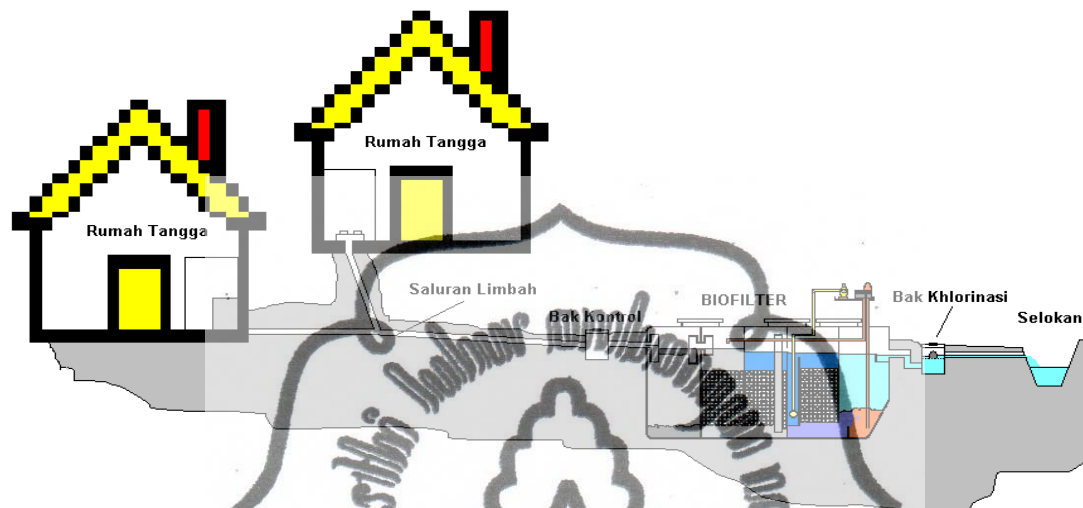 Rumah Tangga
Rumah Tangga
Saluran Limbah
Bak Kontrol
BIOFILTER
Bak Khlorinasi
Selokan